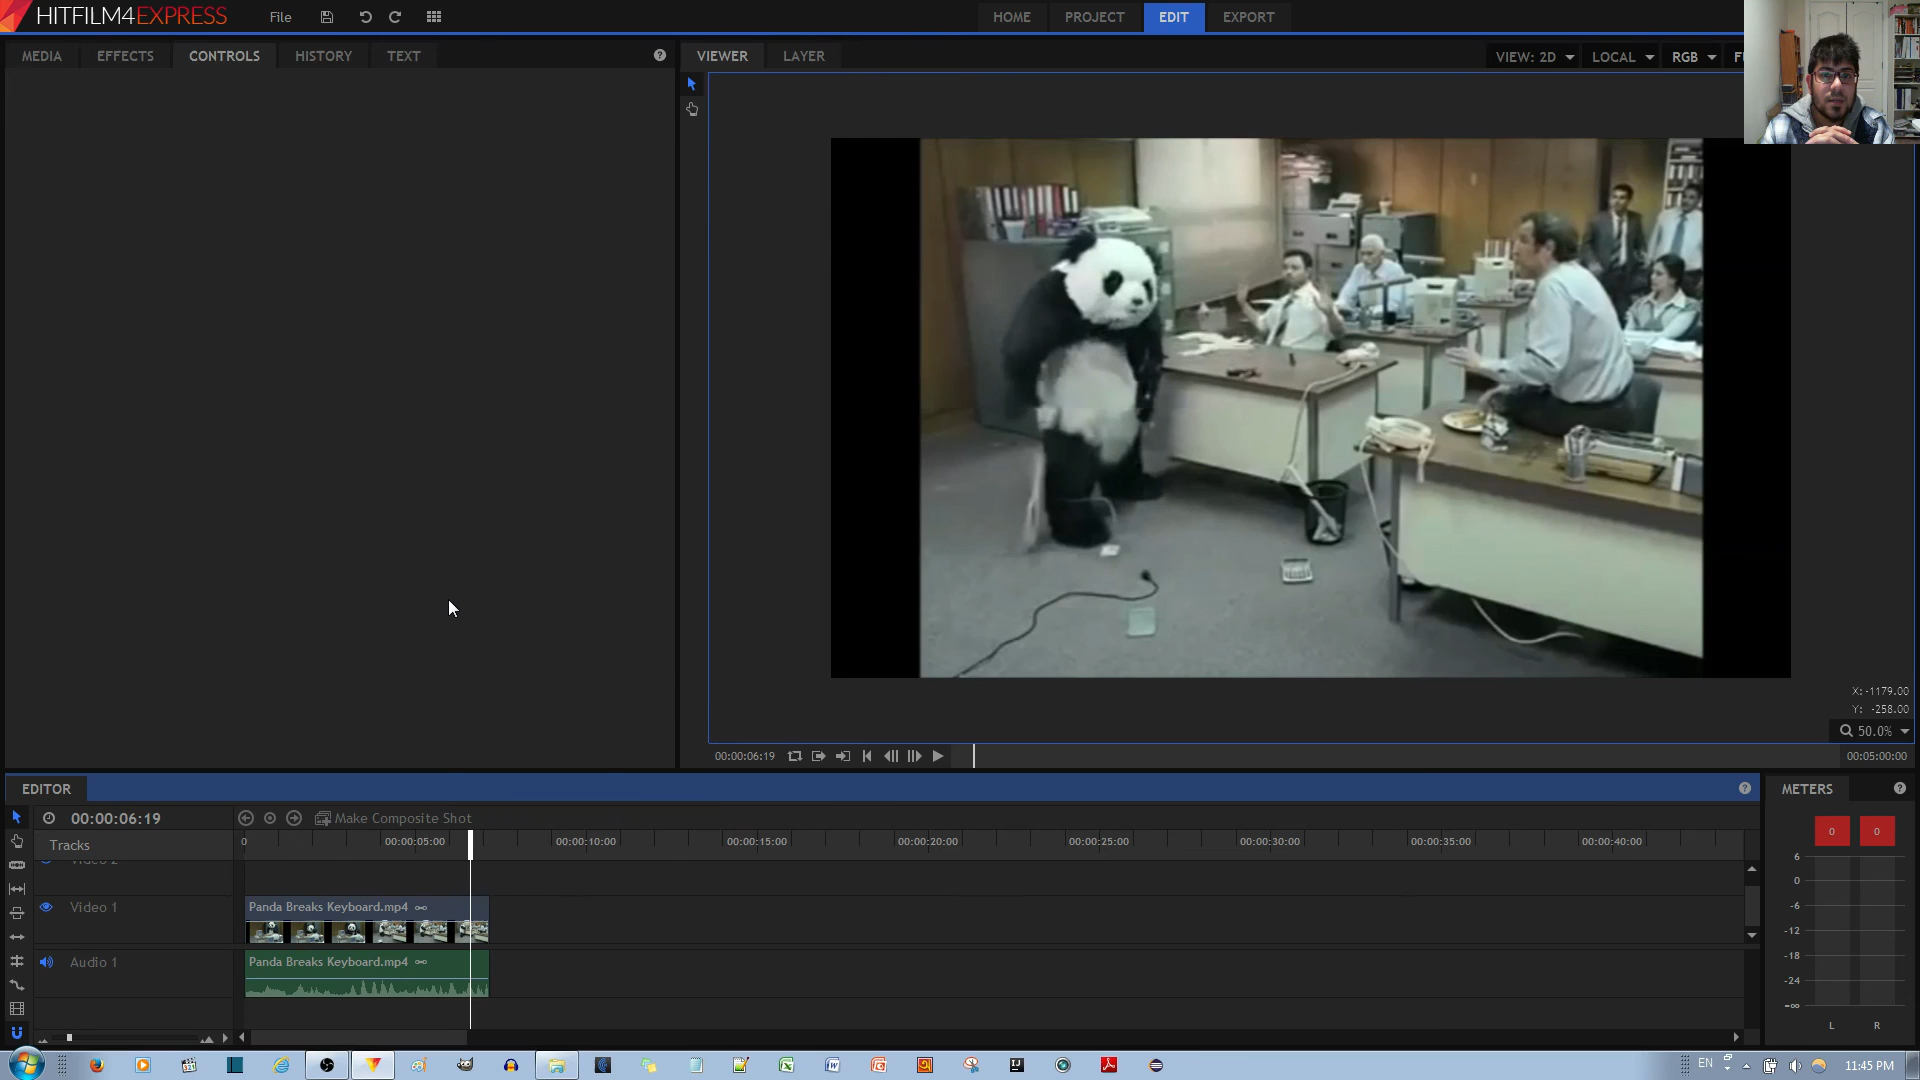 HITFILM4EXPRESS
File
HOME
PROJECT
EDIT
EXPORT
MEDIA
EFFECTS
CONTROLS
HISTORY
TEXT
VIEWER
LAYER
VIEW: 2D
LOCAL
RGB
X: -1179.00
Y: -258.00
50.0%
00:00:06:19
00:05:00:00
EDITOR
METERS
00:00:06:19
Make Composite Shot
Tracks
0
00:00:05:00
00:00:10:00
00:00:15:00
00:00:20:00
00:00:25:00
00:00:30:00
00:00:35:00
00:00:40:00
Video 2
Video 1
Panda Breaks Keyboard.mp4
Audio 1
Panda Breaks Keyboard.mp4
0 0
6
0
-6
-12
-18
-24
-∞
L R
EN
11:45 PM